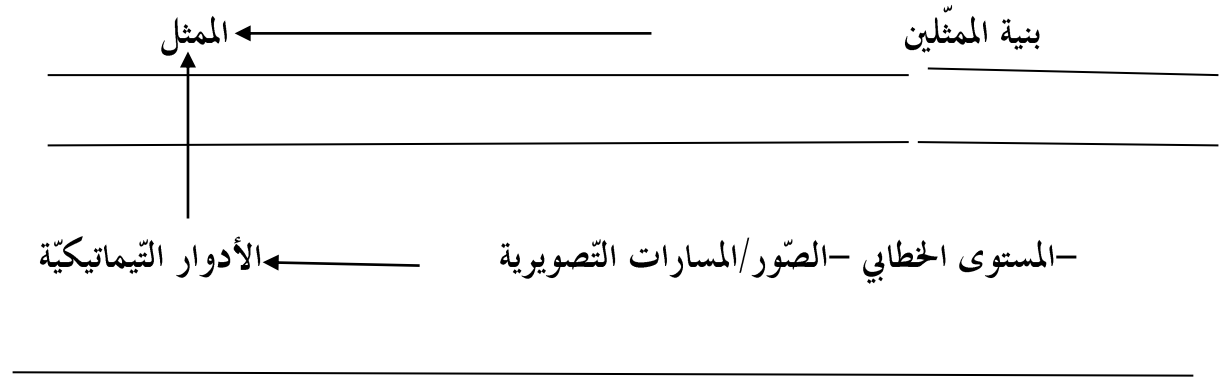 بنية الممثّلين الممثل
–المستوى الخطابي –الصّور/المسارات التّصويرية الأدوار التّيماتيكيّة